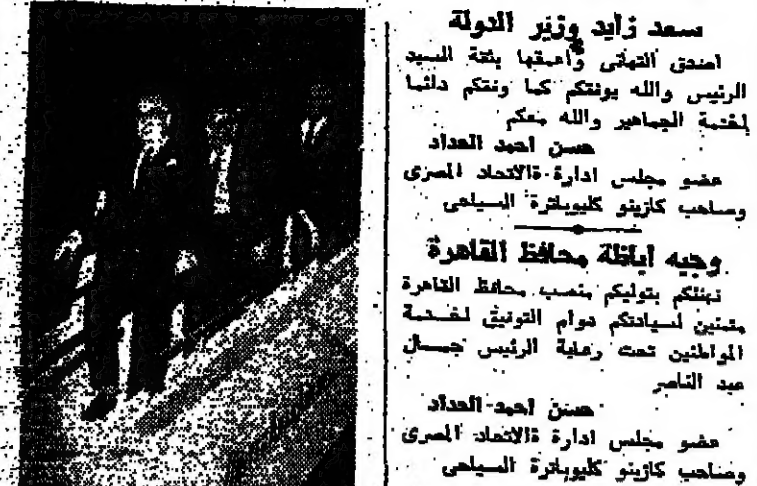 سعد زايد وزير الدولة
اصدق التهانى وأعمقها بثقة السيد
الرئيس والله يوفقكم كما وفقكم دائما
لخدمة الجماهير والله معكم
حسن احمد الحداد
عضو مجلس ادارة الاتحاد المصرى
وصاحب كازينو كليوباترة السياحى
وجيه أباظة محافظ القاهرة
نهنئكم بتوليكم منصب محافظ القاهرة
متمنين لسيادتكم دوام التوفيق لخدمة
المواطنين تحت رعاية الرئيس جمال
عبد الناصر
حسن احمد الحداد
عضو مجلس ادارة الاتحاد المصرى
وصاحب كازينو كليوباترة السياحى